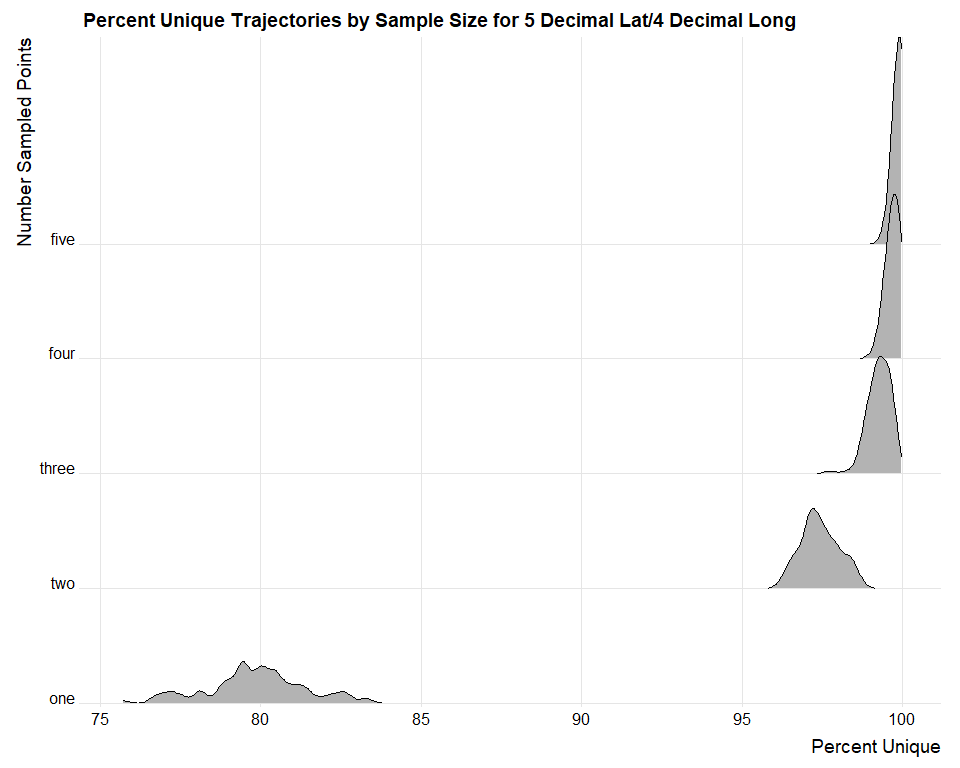 Percent Unique Trajectories by Sample Size for 5 Decimal Lat/4 Decimal Long
Number Sampled Points
five
four
three
two
one
75 80 85 90 95 100
Percent Unique